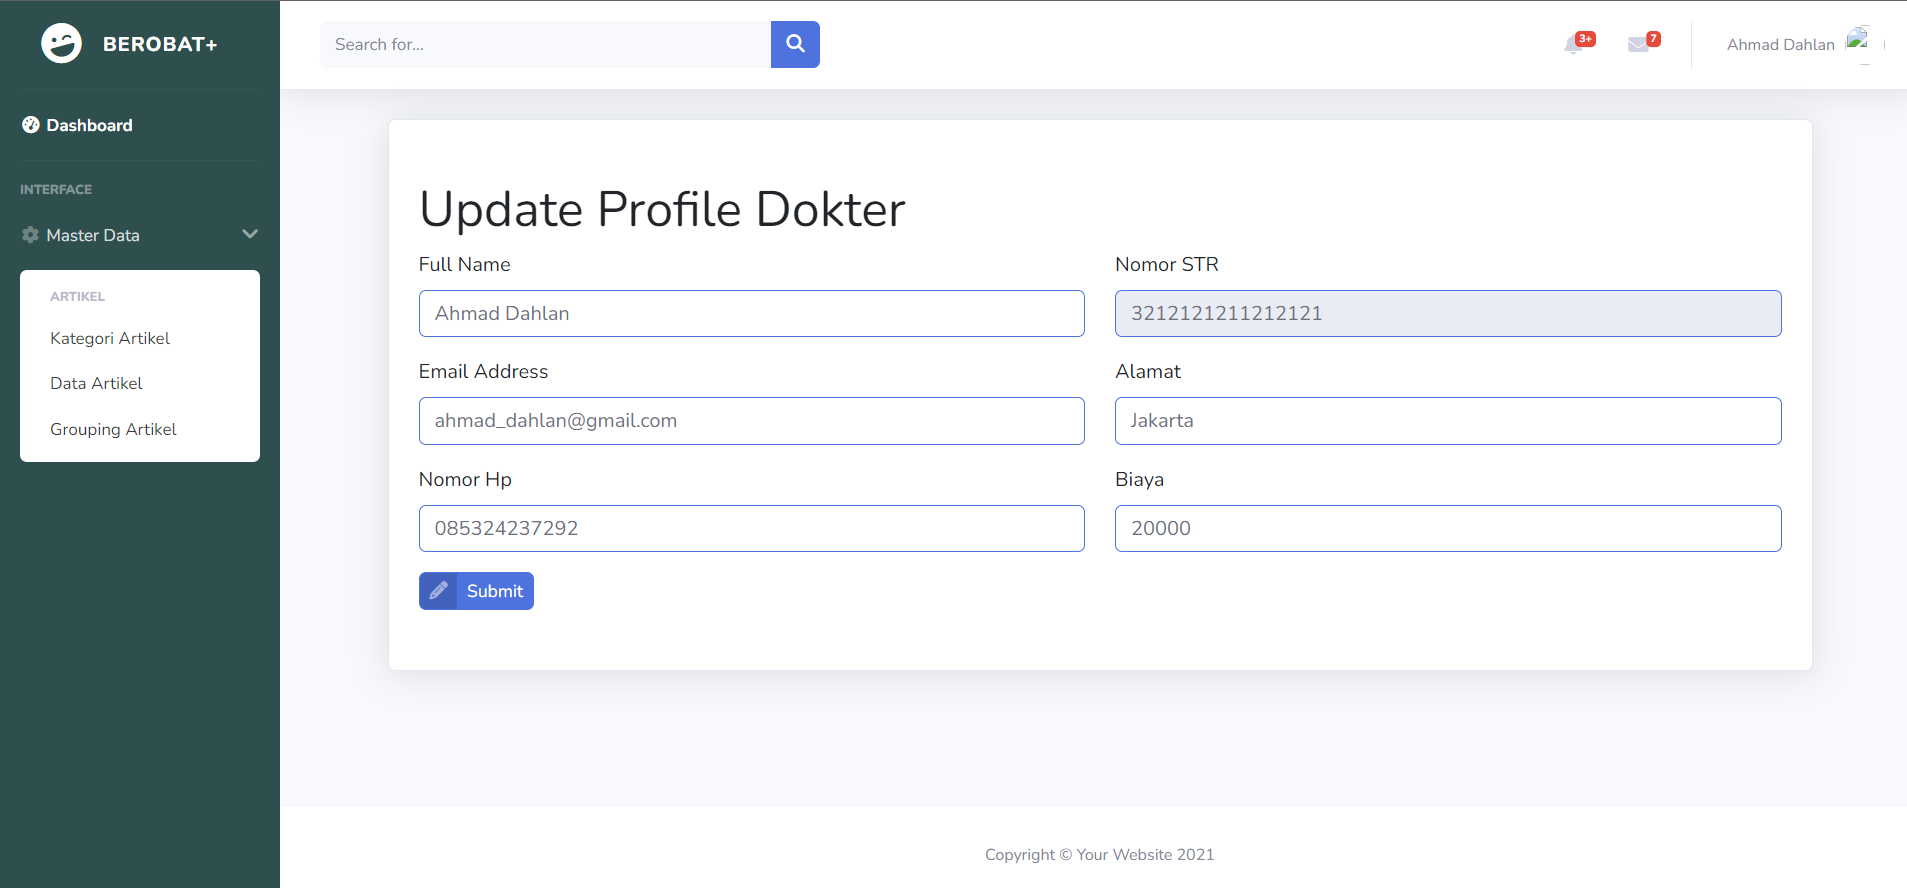 BEROBAT+
Dashboard
INTERFACE
Master Data
ARTIKEL
Kategori Artikel
Data Artikel
Grouping Artikel
Search for...
3+
7
Ahmad Dahlan
Update Profile Dokter
Full Name
Ahmad Dahlan
Nomor STR
3212121211212121
Email Address
ahmad_dahlan@gmail.com
Alamat
Jakarta
Nomor Hp
085324237292
Biaya
20000
Submit
Copyright © Your Website 2021